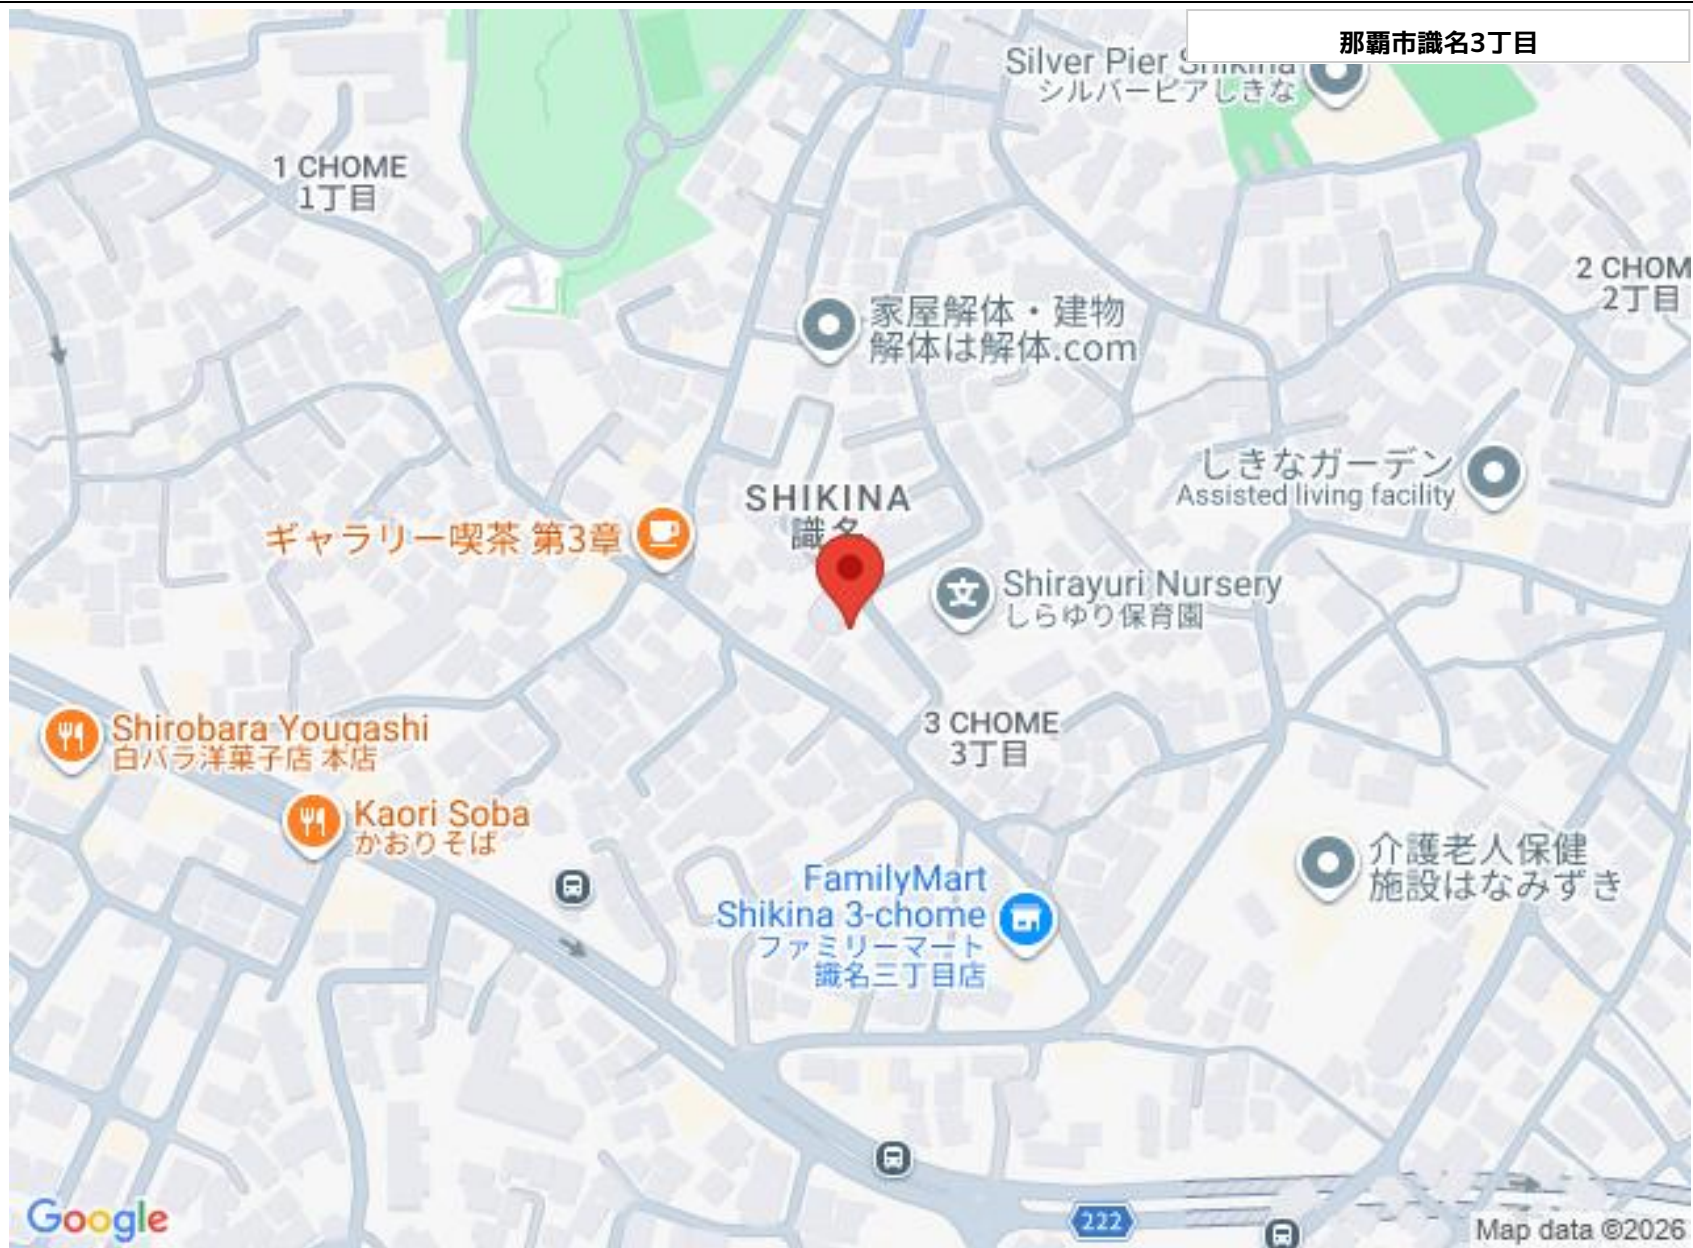 那覇市識名3丁目
Silver Pier Shikina
シルバーピアしきな
1 CHOME
1丁目
2 CHOM
2丁目
家屋解体・建物
解体は解体.com
しきなガーデン
Assisted living facility
SHIKINA
識名
ギャラリー喫茶 第3章
Shirayuri Nursery
しらゆり保育園
3 CHOME
3丁目
Shirobara Yougashi
白バラ洋菓子店 本店
Kaori Soba
かおりそば
FamilyMart
Shikina 3-chome
ファミリーマート
識名三丁目店
介護老人保健
施設はなみずき
222
Google
Map data ©2026